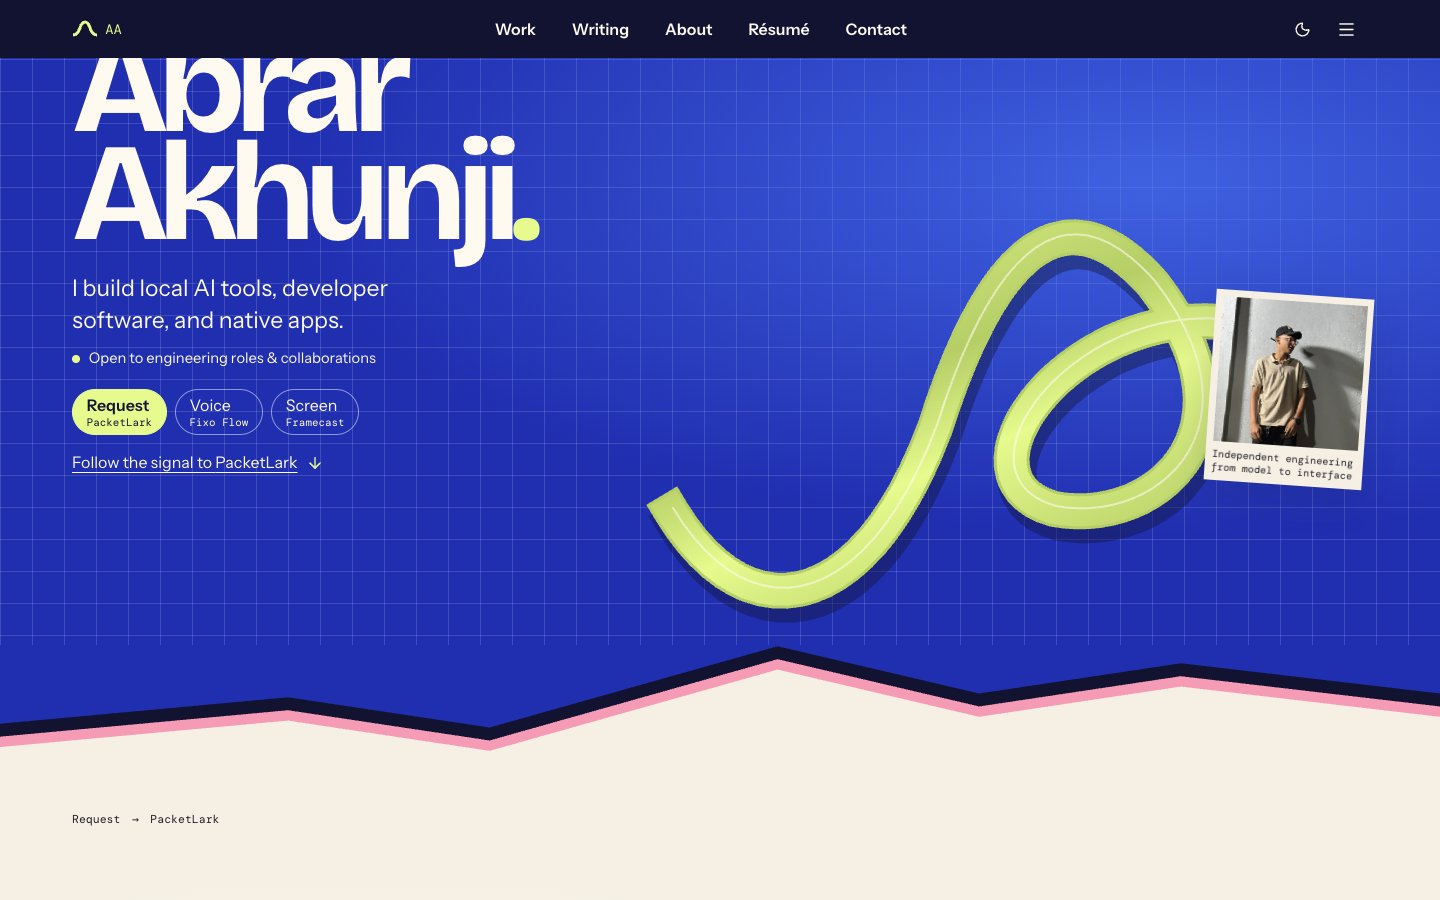 AA
Work
Writing
About
Résumé
Contact
Abrar
Akhunji.
I build local AI tools, developer
software, and native apps.
Open to engineering roles & collaborations
Request
PacketLark
Voice
Fixo Flow
Screen
Framecast
Follow the signal to PacketLark ↓
Independent engineering
from model to interface
Request → PacketLark